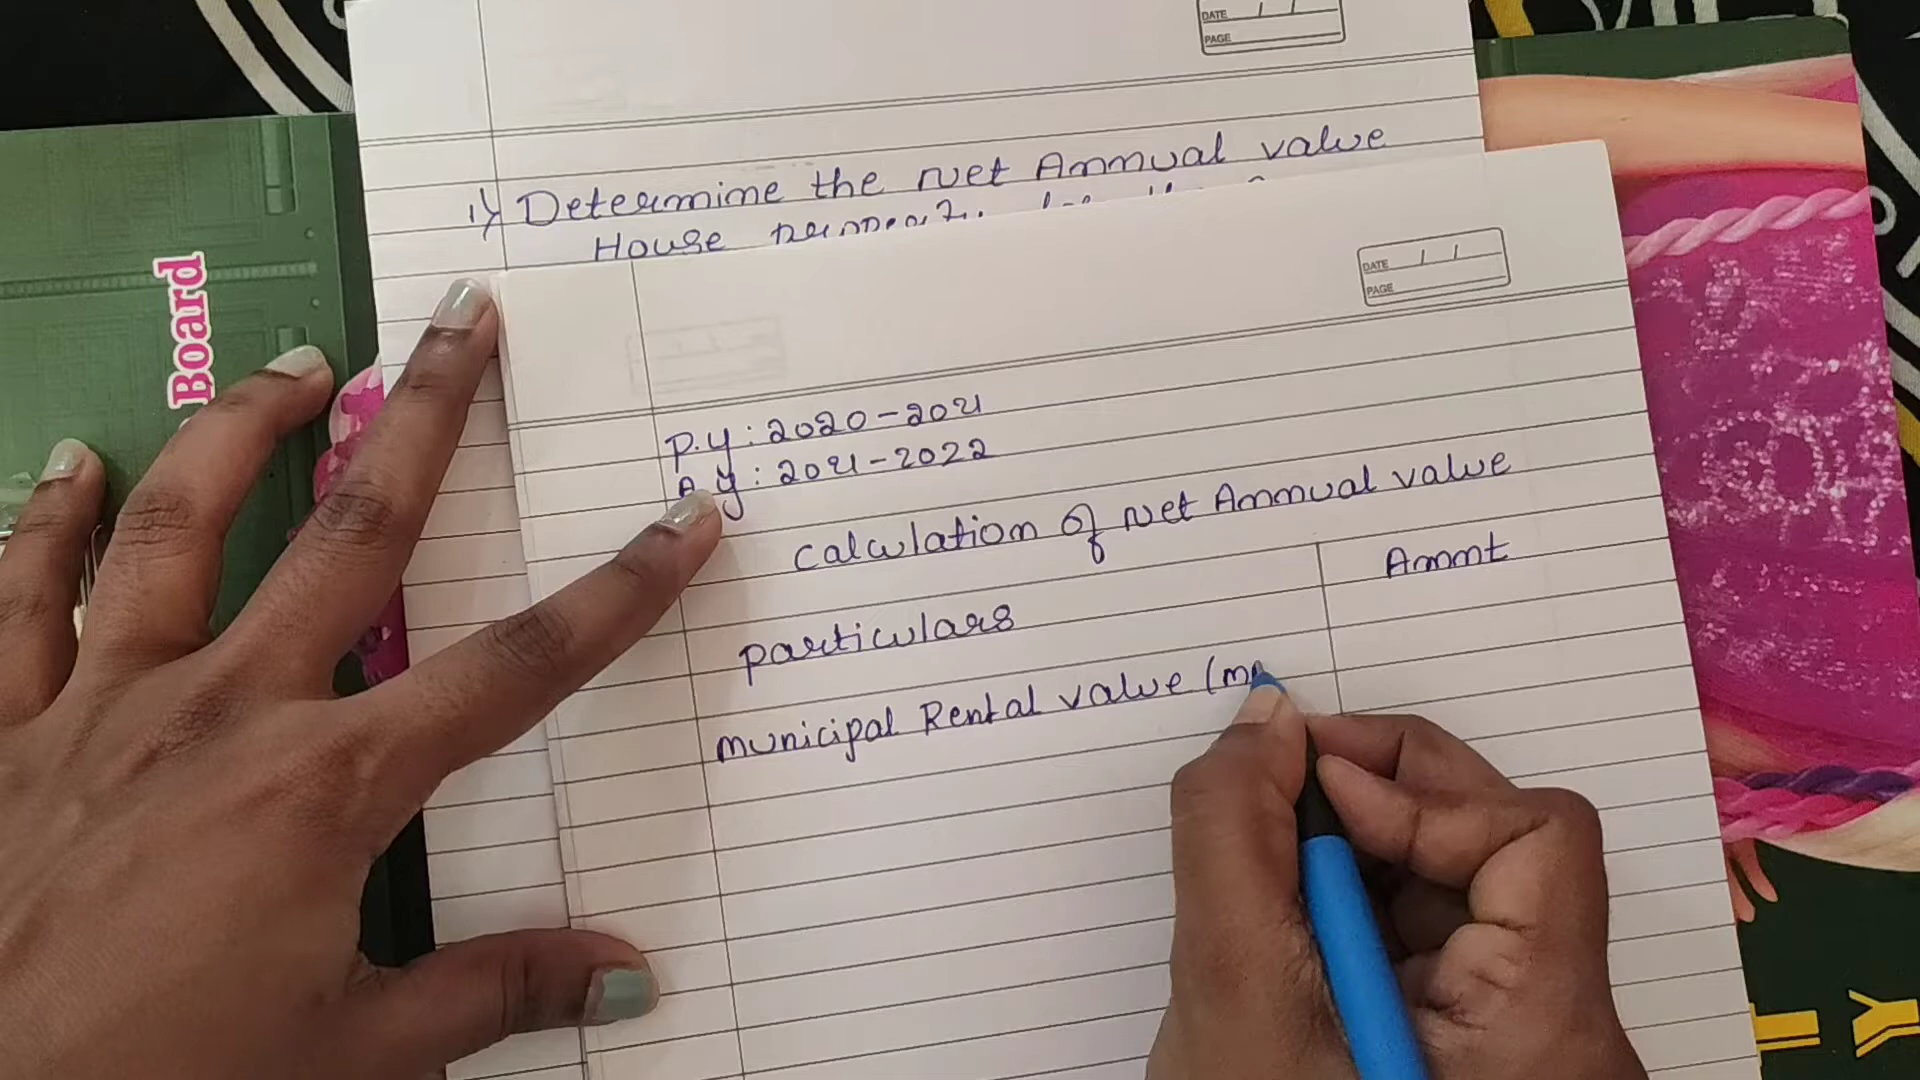 DATE / /
PAGE
1) Determine the Net Annual value
House
DATE / /
PAGE
P.Y : 2020-2021
A.Y : 2021-2022
Calculation of Net Annual value
particulars Amnt
municipal Rental value (m
Board